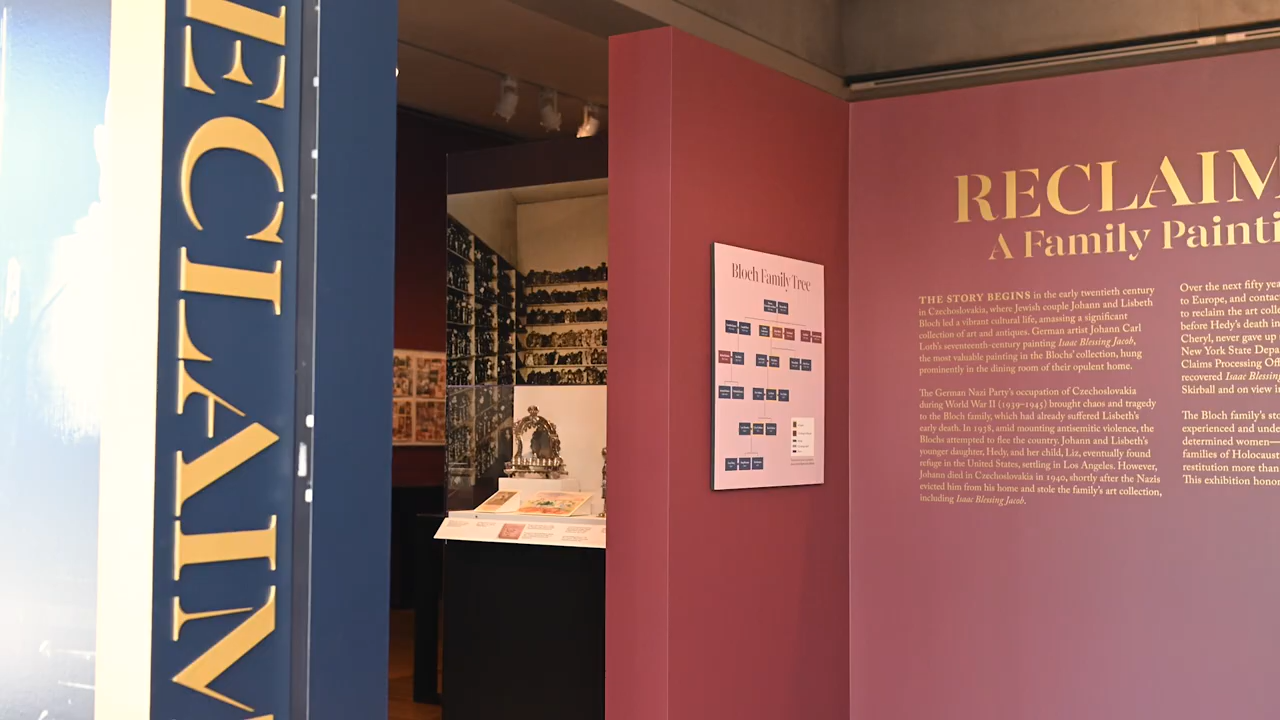 ECLAIM
Bloch Family Tree
RECLAIM
A Family Painti
THE STORY BEGINS in the early twentieth century
in Czechoslovakia, where Jewish couple Johann and Lisbeth
Bloch led a vibrant cultural life, amassing a significant
collection of art and antiques. German artist Johann Carl
Loth's seventeenth-century painting Isaac Blessing Jacob,
the most valuable painting in the Blochs' collection, hung
prominently in the dining room of their opulent home.
The German Nazi Party's occupation of Czechoslovakia
during World War II (1939–1945) brought chaos and tragedy
to the Bloch family, which had already suffered Lisbeth's
early death. In 1938, amid mounting antisemitic violence, the
Blochs attempted to flee the country. Johann and Lisbeth's
younger daughter, Hedy, and her child, Liz, eventually found
refuge in the United States, settling in Los Angeles. However,
Johann died in Czechoslovakia in 1940, shortly after the Nazis
evicted him from his home and stole the family's art collection,
including Isaac Blessing Jacob.
Over the next fifty yea
to Europe, and contac
to reclaim the art colle
before Hedy's death in
Cheryl, never gave up
New York State Depa
Claims Processing Off
recovered Isaac Blessing
Skirball and on view in
The Bloch family's sto
experienced and unde
determined women—
families of Holocaust
restitution more than
This exhibition honor